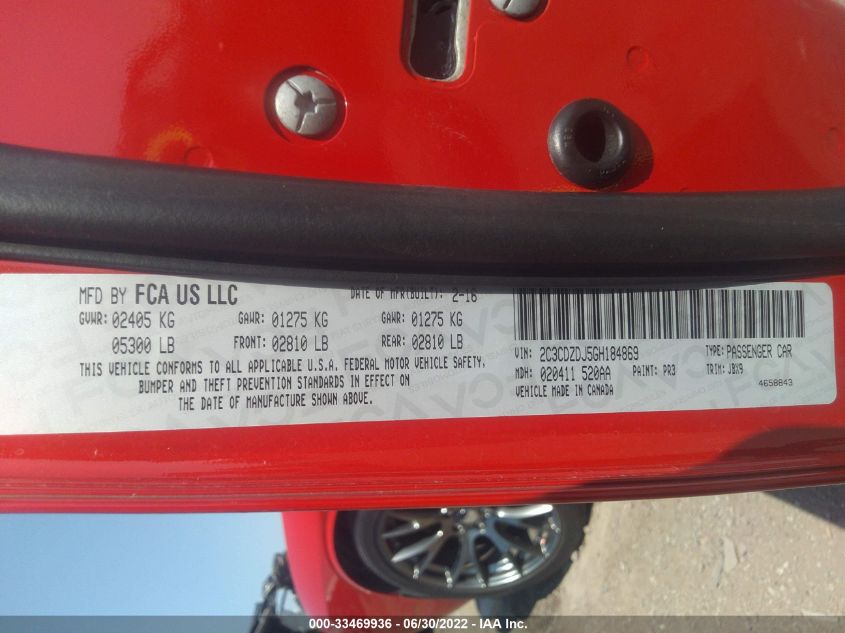 MFD BY FCA US LLC DATE OF MFR(BUILT): 2-16
GVWR: 02405 KG GAWR: 01275 KG GAWR: 01275 KG
05300 LB FRONT: 02810 LB REAR: 02810 LB
THIS VEHICLE CONFORMS TO ALL APPLICABLE U.S.A. FEDERAL MOTOR VEHICLE SAFETY,
BUMPER AND THEFT PREVENTION STANDARDS IN EFFECT ON
THE DATE OF MANUFACTURE SHOWN ABOVE.
VIN: 2C3CDZDJ5GH184869 TYPE: PASSENGER CAR
MDH: 020411 520AA PAINT: PR3 TRIM: JBX9
VEHICLE MADE IN CANADA 4658843
000-33469936 - 06/30/2022 - IAA Inc.